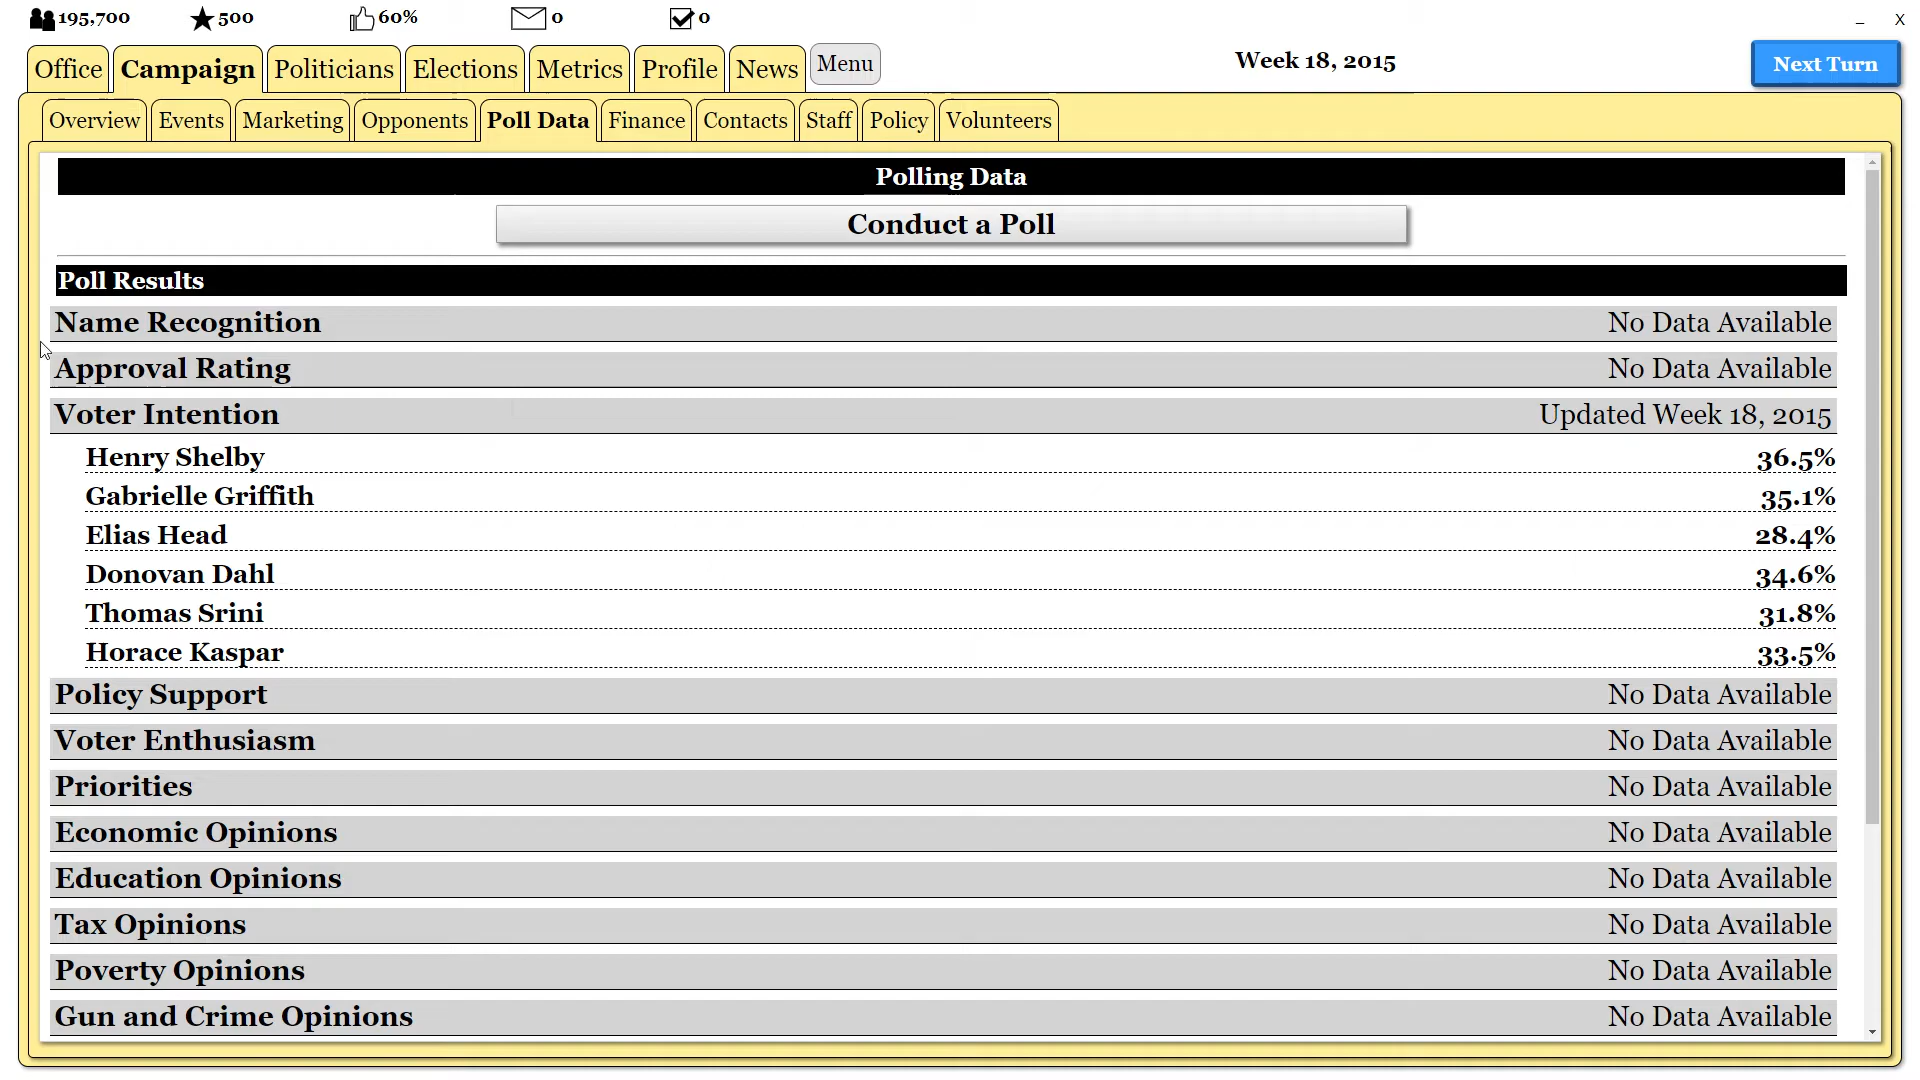 195,700 500 60% 0 0 _ X
Office Campaign Politicians Elections Metrics Profile News Menu Week 18, 2015 Next Turn
Overview Events Marketing Opponents Poll Data Finance Contacts Staff Policy Volunteers
Polling Data
Conduct a Poll
Poll Results
Name Recognition No Data Available
Approval Rating No Data Available
Voter Intention Updated Week 18, 2015
Henry Shelby 36.5%
Gabrielle Griffith 35.1%
Elias Head 28.4%
Donovan Dahl 34.6%
Thomas Srini 31.8%
Horace Kaspar 33.5%
Policy Support No Data Available
Voter Enthusiasm No Data Available
Priorities No Data Available
Economic Opinions No Data Available
Education Opinions No Data Available
Tax Opinions No Data Available
Poverty Opinions No Data Available
Gun and Crime Opinions No Data Available